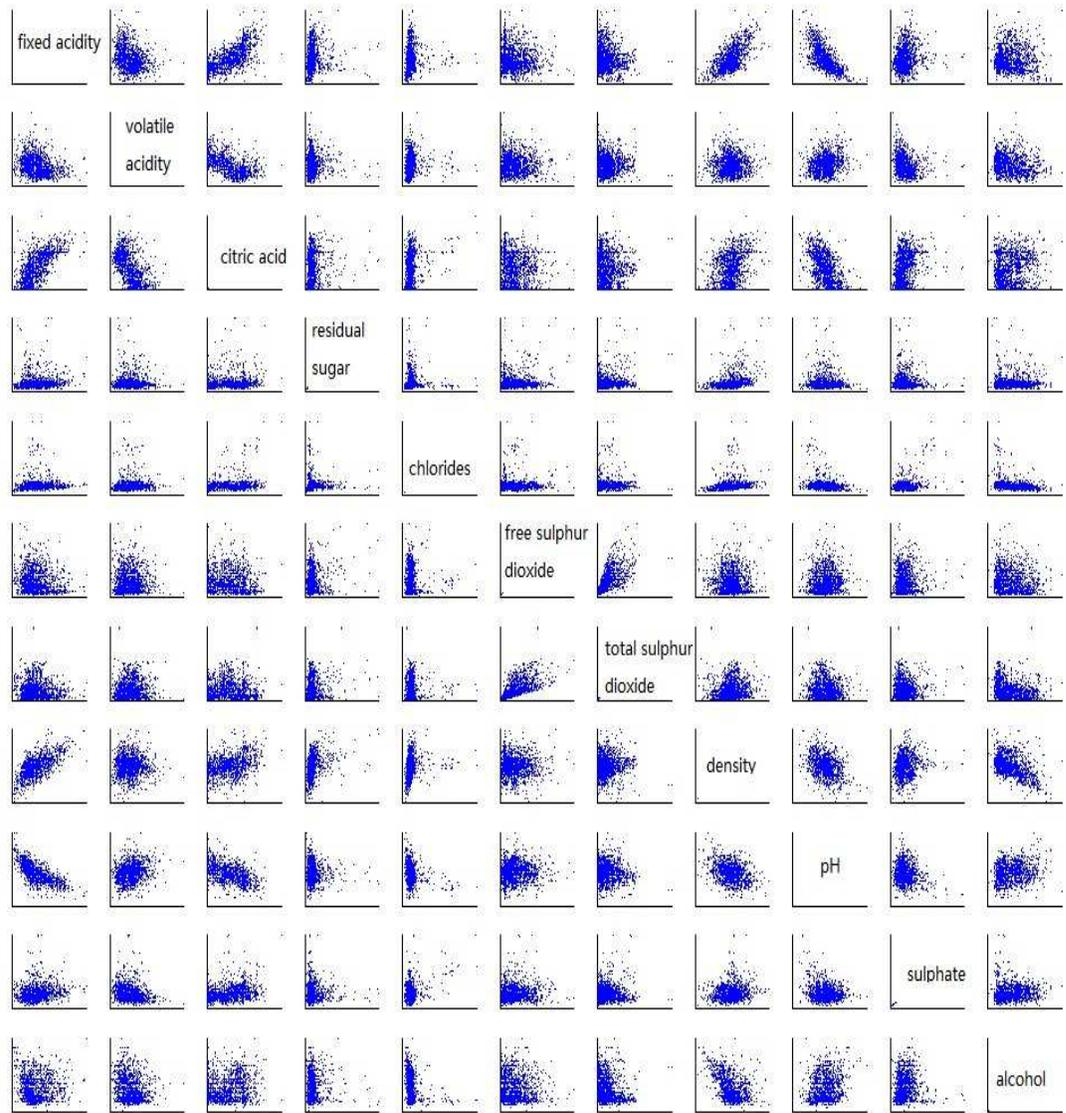 fixed acidity
volatile
acidity
citric acid
residual
sugar
chlorides
free sulphur
dioxide
total sulphur
dioxide
density
pH
sulphate
alcohol